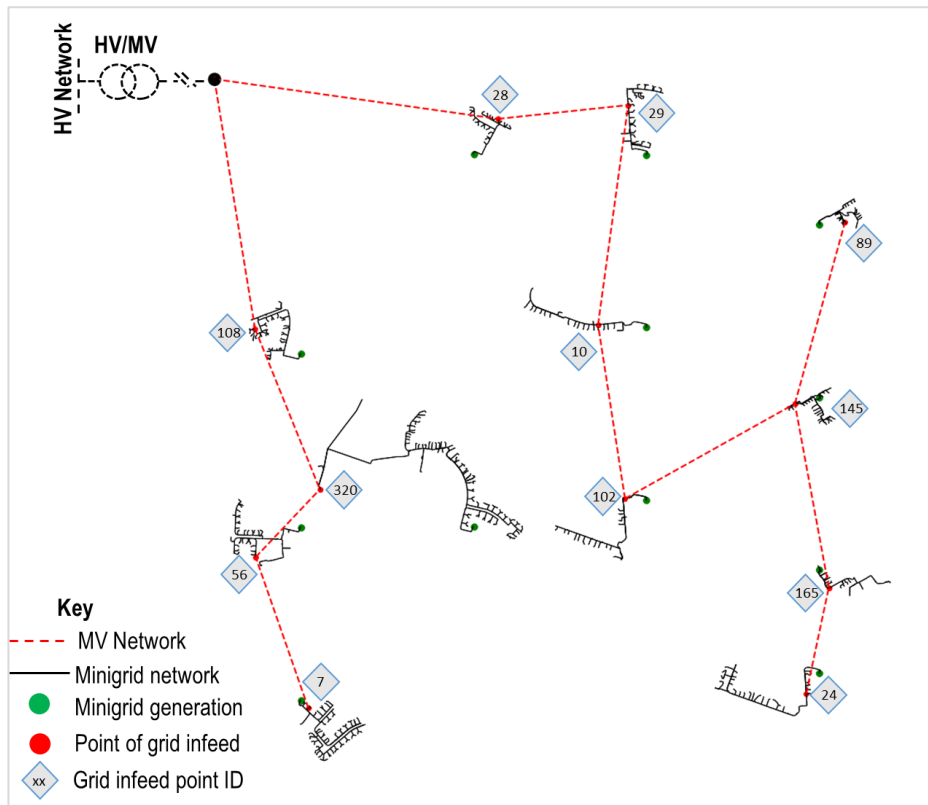 HV/MV
HV Network
28
29
89
108
10
145
320
102
56
165
7
24
Key
MV Network
Minigrid network
Minigrid generation
Point of grid infeed
xx
Grid infeed point ID